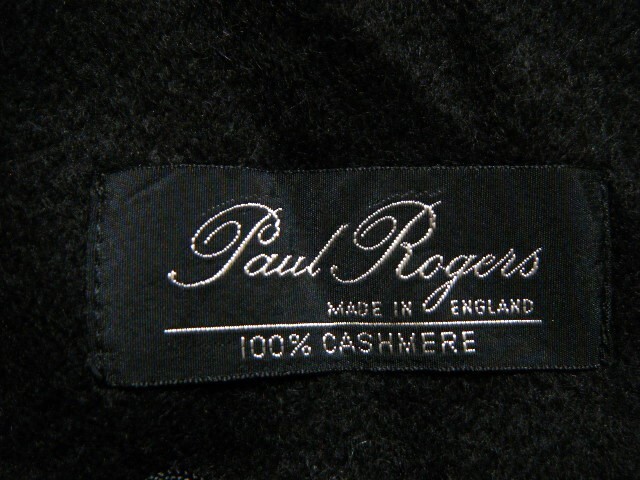 Paul Rogers
MADE IN ENGLAND
100% CASHMERE